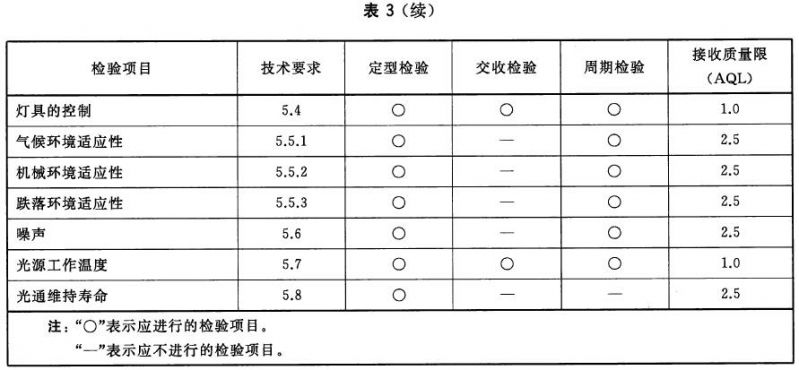 表 3（续）
检验项目 技术要求 定型检验 交收检验 周期检验 接收质量限（AQL）
灯具的控制 5.4 ○ ○ ○ 1.0
气候环境适应性 5.5.1 ○ — ○ 2.5
机械环境适应性 5.5.2 ○ — ○ 2.5
跌落环境适应性 5.5.3 ○ — ○ 2.5
噪声 5.6 ○ — ○ 2.5
光源工作温度 5.7 ○ ○ ○ 1.0
光通维持寿命 5.8 ○ — — 2.5
注：“○”表示应进行的检验项目。
“—”表示应不进行的检验项目。